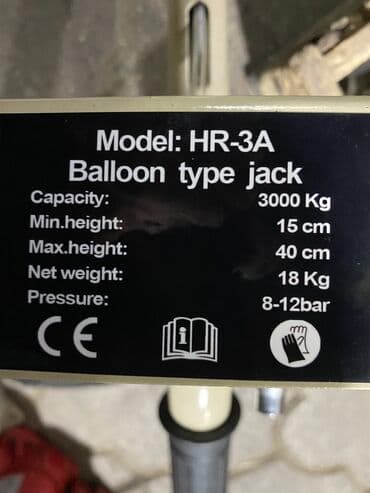 Model: HR-3A
Balloon type jack
Capacity: 3000 Kg
Min.height: 15 cm
Max.height: 40 cm
Net weight: 18 Kg
Pressure: 8-12bar
CE
i